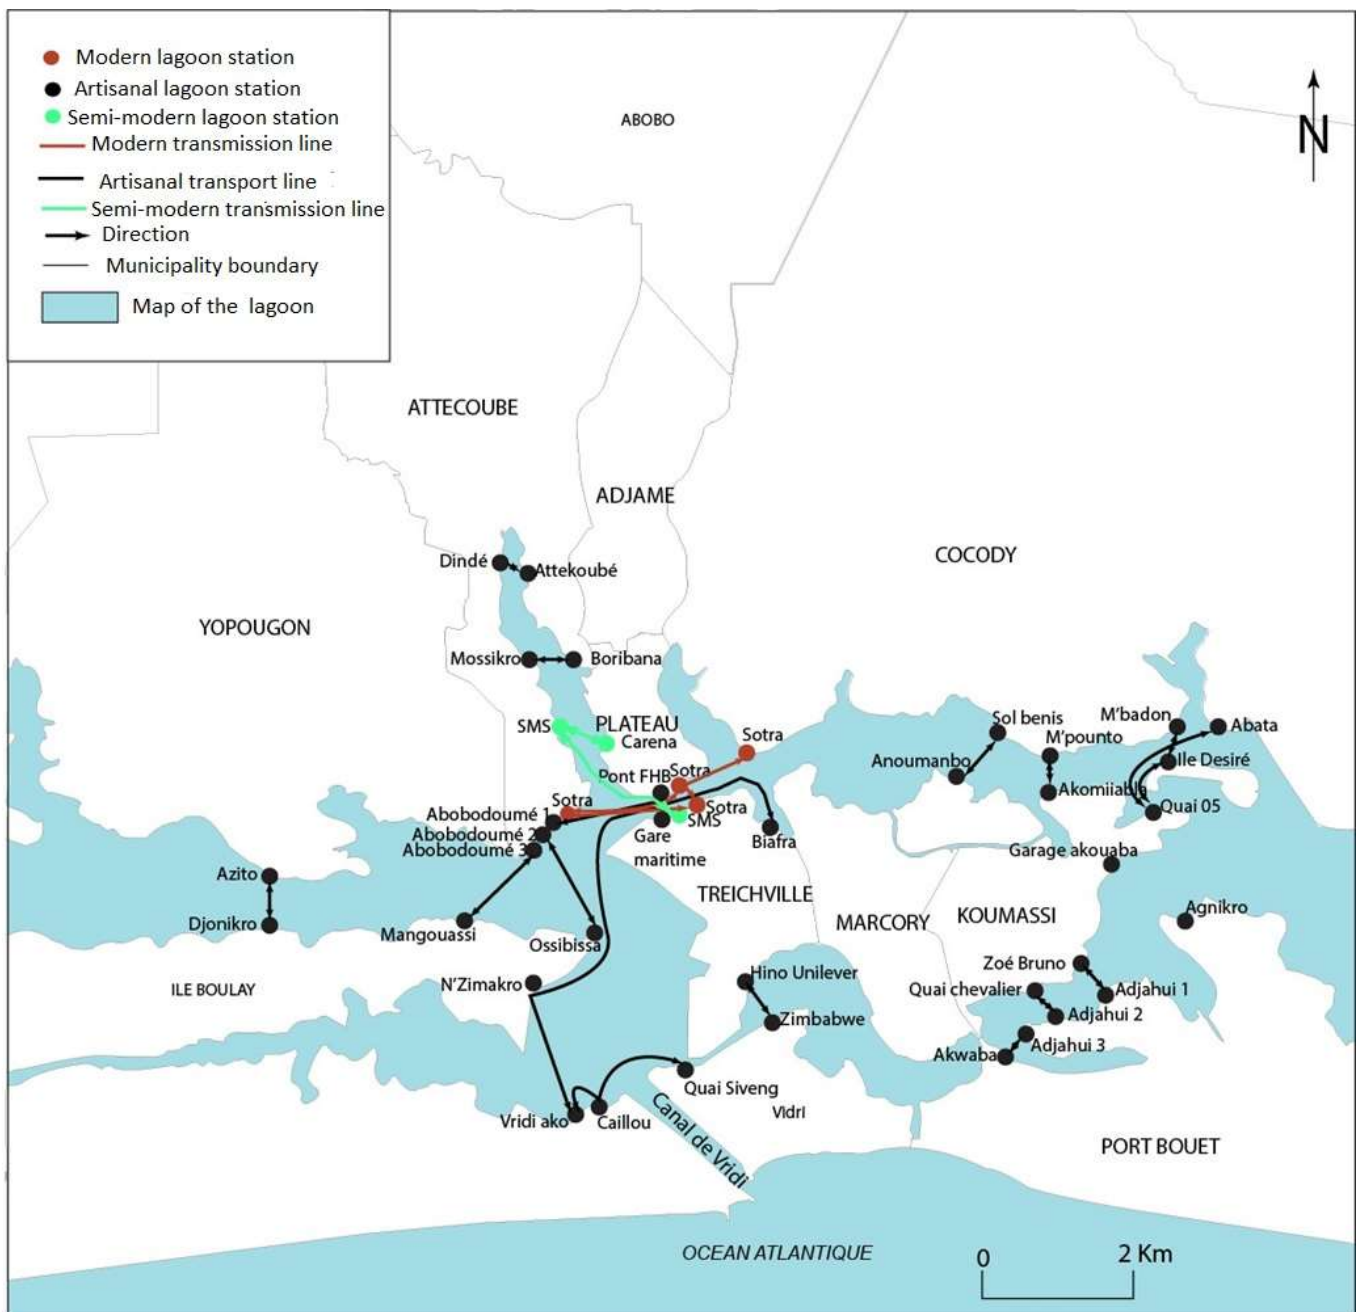 Modern lagoon station
Artisanal lagoon station
Semi-modern lagoon station
Modern transmission line
Artisanal transport line
Semi-modern transmission line
Direction
Municipality boundary
Map of the lagoon
N
ABOBO
ATTECOUBE
ADJAME
COCODY
Dindé
Attekoubé
YOPOUGON
Mossikro
Boribana
SMS
PLATEAU
Carena
Sotra
Sol benis
M'badon
Abata
M'pounto
Anoumanbo
Ile Desiré
Pont FHB
Sotra
Akomiiabla
Sotra
Sotra
Quai 05
Abobodoumé 1
SMS
Abobodoumé 2
Gare
maritime
Biafra
Abobodoumé 3
Garage akouaba
Azito
TREICHVILLE
Djonikro
Mangouassi
Ossibissa
MARCORY
KOUMASSI
Agnikro
Zoé Bruno
Hino Unilever
N'Zimakro
ILE BOULAY
Quai chevalier
Adjahui 1
Adjahui 2
Zimbabwe
Adjahui 3
Akwaba
Quai Siveng
Vridi ako
Caillou
Vidri
Canal de Vridi
PORT BOUET
OCEAN ATLANTIQUE
0 2 Km